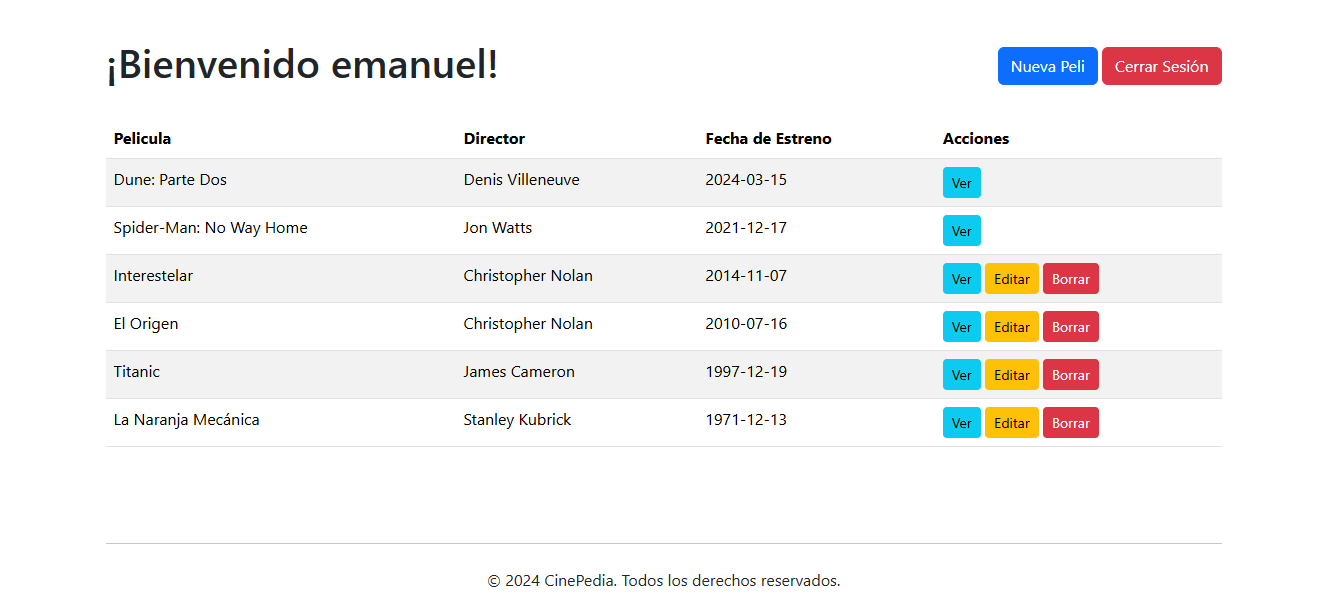 ¡Bienvenido emanuel!
Nueva Peli Cerrar Sesión
Pelicula Director Fecha de Estreno Acciones
Dune: Parte Dos Denis Villeneuve 2024-03-15 Ver
Spider-Man: No Way Home Jon Watts 2021-12-17 Ver
Interestelar Christopher Nolan 2014-11-07 Ver Editar Borrar
El Origen Christopher Nolan 2010-07-16 Ver Editar Borrar
Titanic James Cameron 1997-12-19 Ver Editar Borrar
La Naranja Mecánica Stanley Kubrick 1971-12-13 Ver Editar Borrar
© 2024 CinePedia. Todos los derechos reservados.